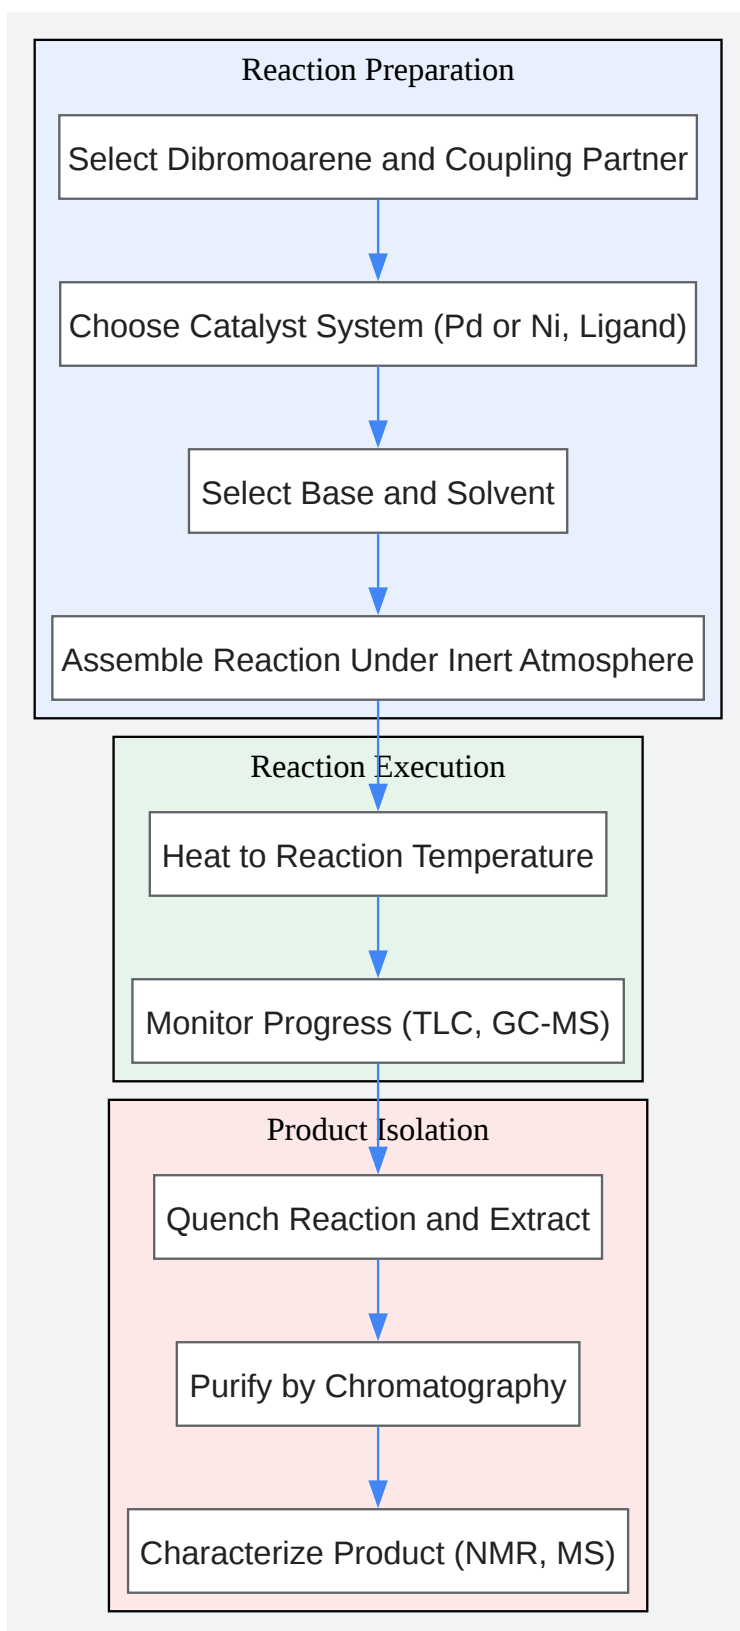 Reaction Preparation
Select Dibromoarene and Coupling Partner
Choose Catalyst System (Pd or Ni, Ligand)
Select Base and Solvent
Assemble Reaction Under Inert Atmosphere
Reaction Execution
Heat to Reaction Temperature
Monitor Progress (TLC, GC-MS)
Product Isolation
Quench Reaction and Extract
Purify by Chromatography
Characterize Product (NMR, MS)